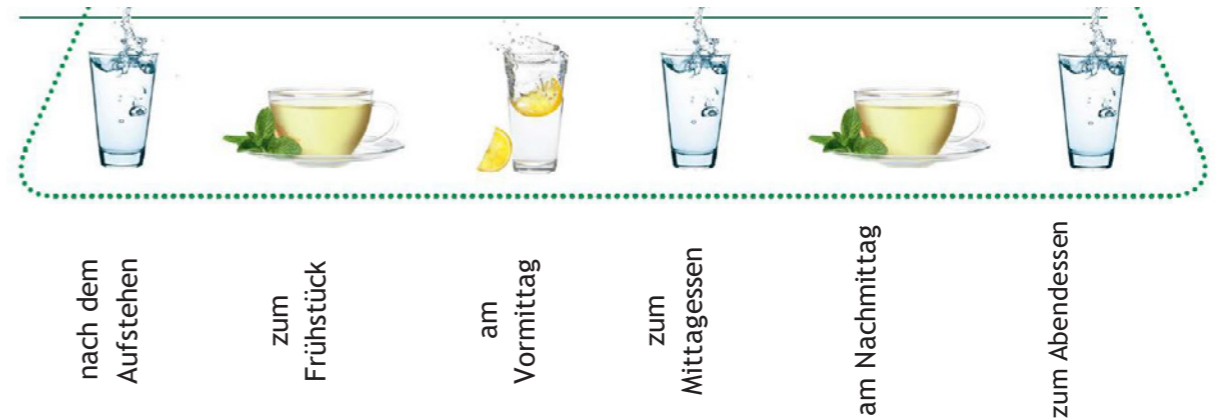 nach dem
Aufstehen
zum
Frühstück
am
Vormittag
zum
Mittagessen
am Nachmittag
zum Abendessen